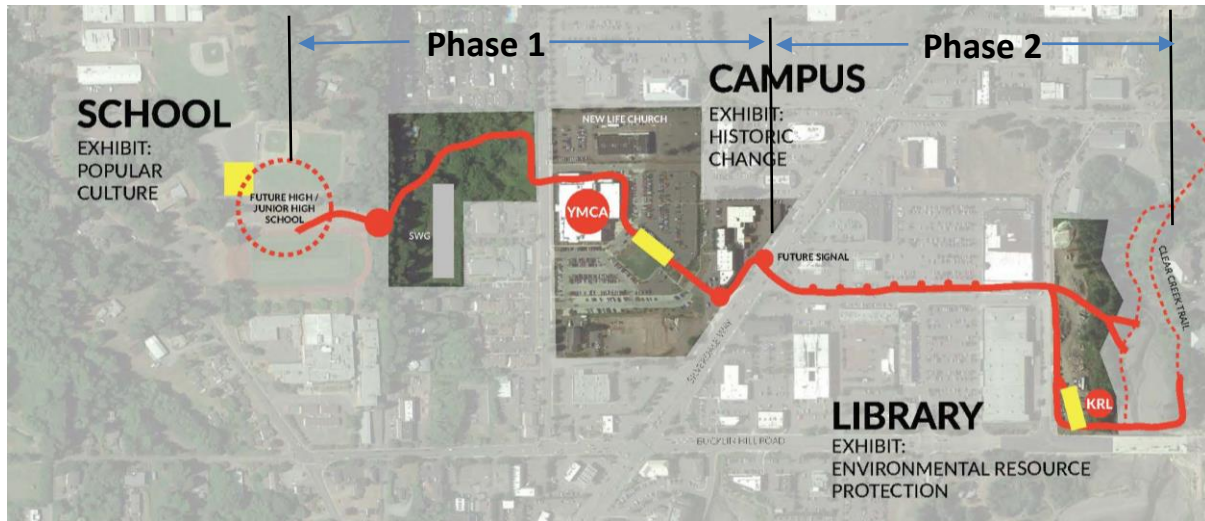 Phase 1
Phase 2
SCHOOL
EXHIBIT:
POPULAR
CULTURE
CAMPUS
EXHIBIT:
HISTORIC
CHANGE
NEW LIFE CHURCH
FUTURE HIGH /
JUNIOR HIGH
SCHOOL
SWG
YMCA
FUTURE SIGNAL
SILVERDALE WAY
CLEAR CREEK TRAIL
KRL
LIBRARY
EXHIBIT:
ENVIRONMENTAL RESOURCE
PROTECTION
BUCKLIN HILL ROAD